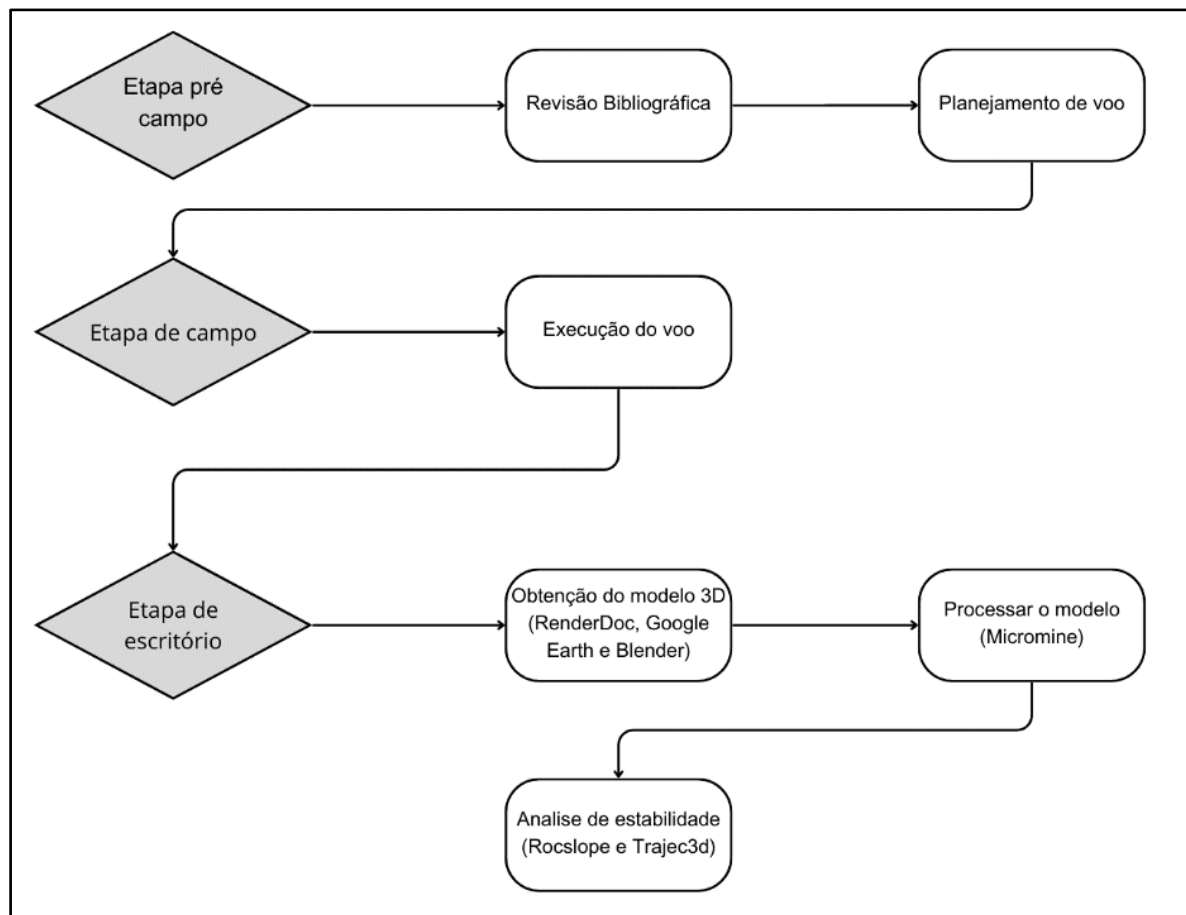 Etapa pré
campo
Revisão Bibliográfica
Planejamento de voo
Etapa de campo
Execução do voo
Etapa de
escritório
Obtenção do modelo 3D
(RenderDoc, Google
Earth e Blender)
Processar o modelo
(Micromine)
Analise de estabilidade
(Rocslope e Trajec3d)